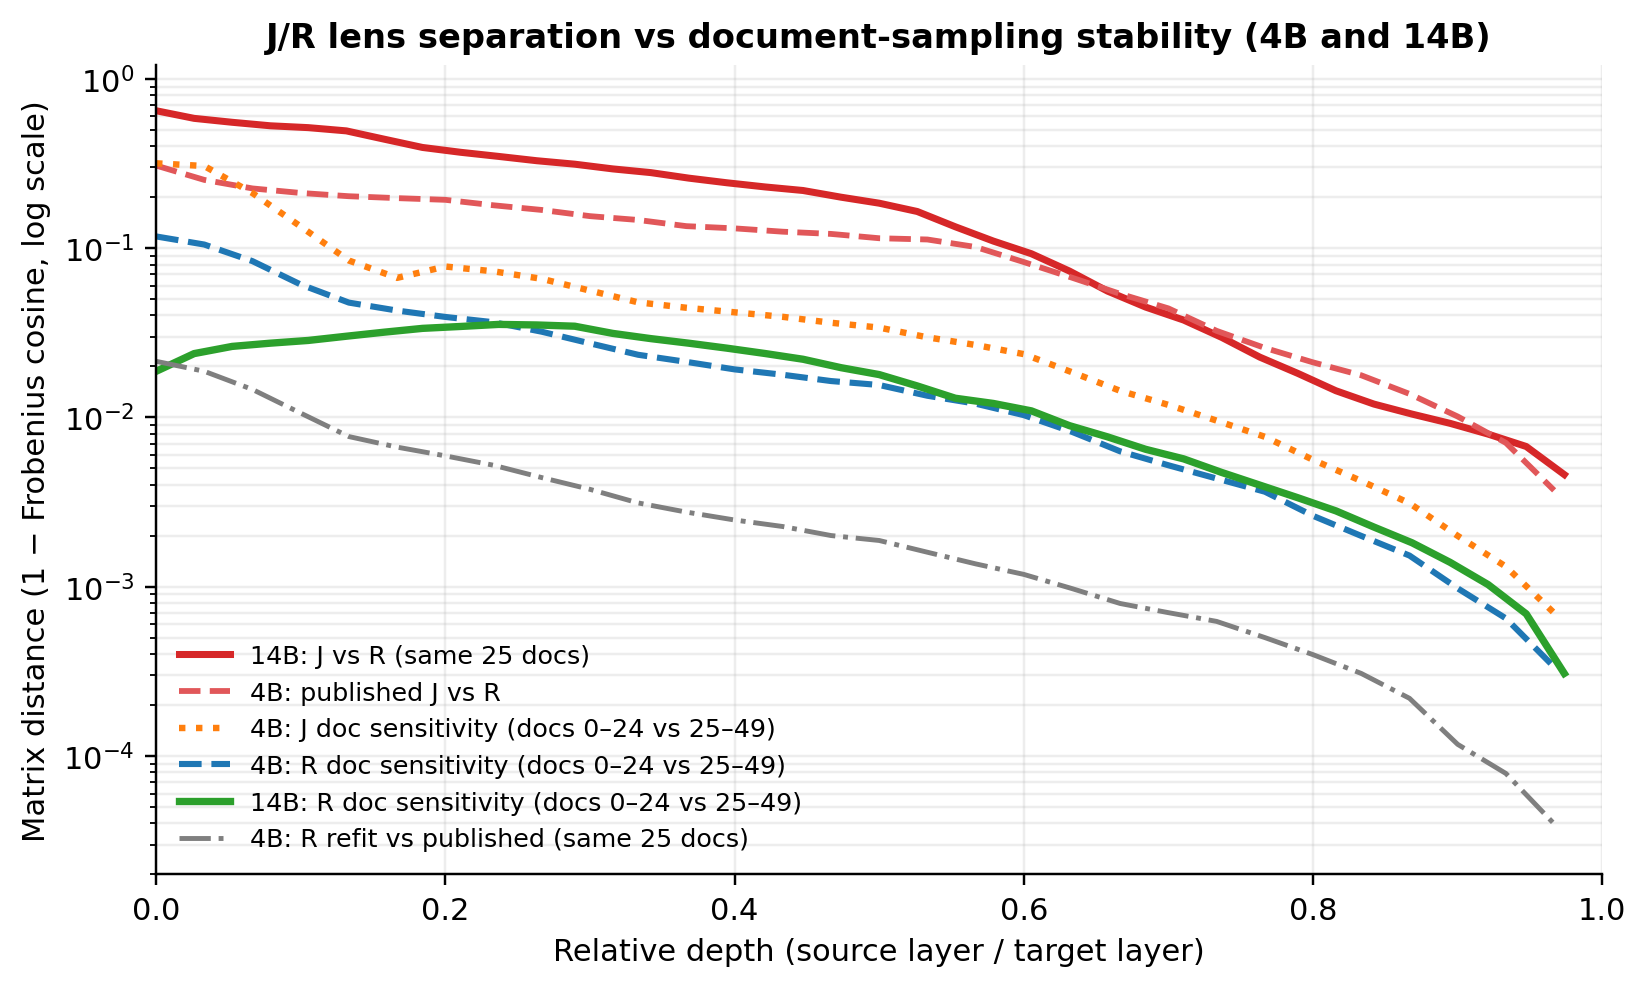 J/R lens separation vs document-sampling stability (4B and 14B)
Matrix distance (1 − Frobenius cosine, log scale)
10⁰
10⁻¹
10⁻²
10⁻³
10⁻⁴
14B: J vs R (same 25 docs)
4B: published J vs R
4B: J doc sensitivity (docs 0–24 vs 25–49)
4B: R doc sensitivity (docs 0–24 vs 25–49)
14B: R doc sensitivity (docs 0–24 vs 25–49)
4B: R refit vs published (same 25 docs)
0.0 0.2 0.4 0.6 0.8 1.0
Relative depth (source layer / target layer)